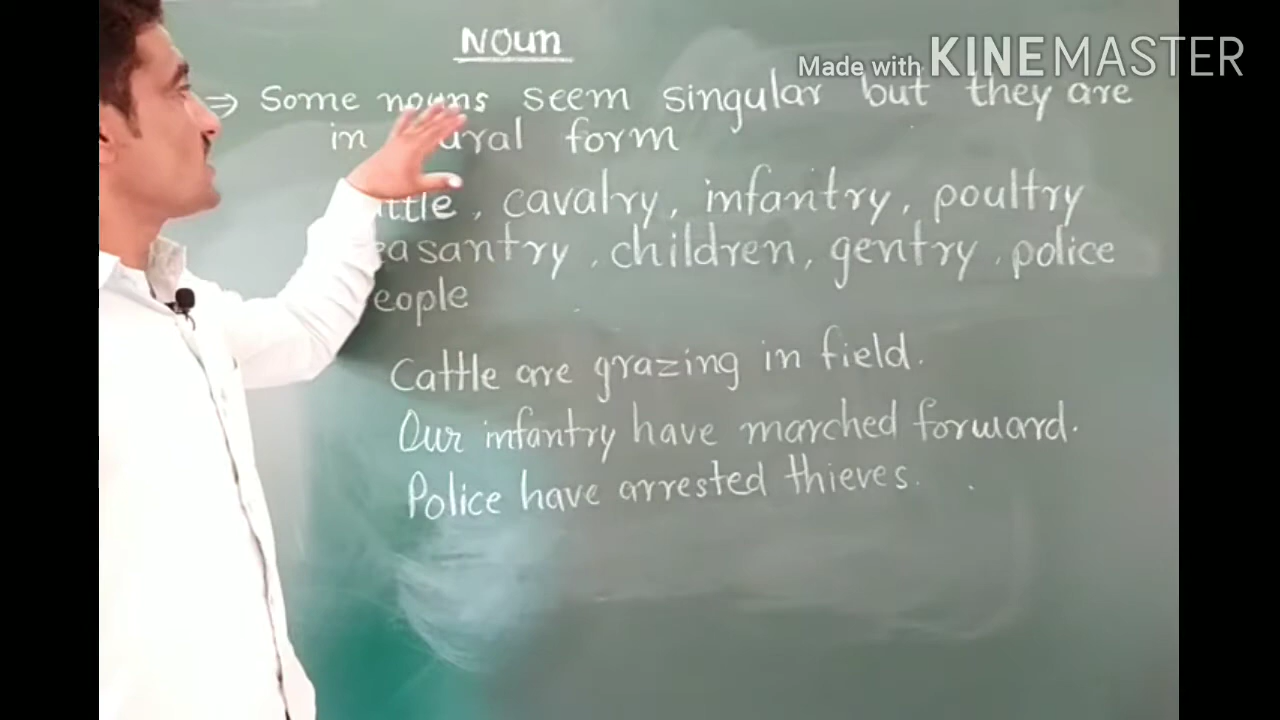 Noun
Made with KINEMASTER
⇒ Some nouns seem singular but they are
in form
, cavalry, infantry, poultry
, children, gentry, police
Cattle are grazing in field.
Our infantry have marched forward.
Police have arrested thieves.